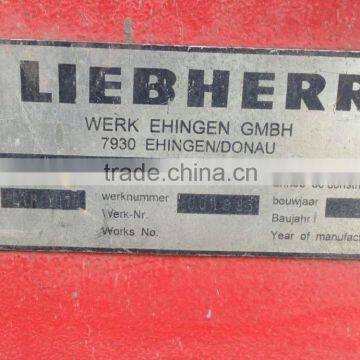 LIEBHERR
WERK EHINGEN GMBH
7930 EHINGEN/DONAU
trade.china.cn
werknummer
Werk-Nr.
Works No.
bouwjaar
Baujahr
Year of manufac